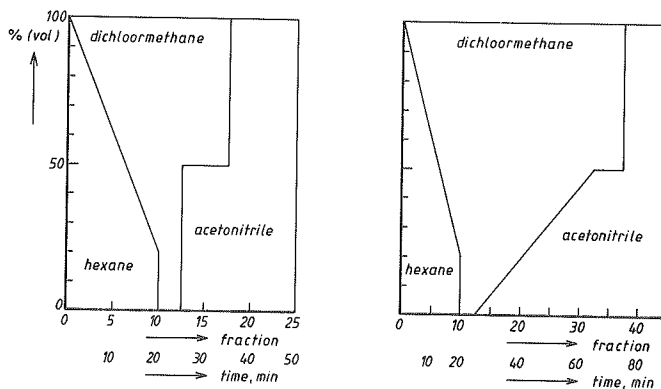 100
% (vol)
dichloormethane
50
acetonitrile
hexane
0
0 5 10 15 20 25
fraction
10 20 30 40 50
time, min
dichloormethane
acetonitrile
hexane
0 10 20 30 40
fraction
10 20 40 60 80
time, min